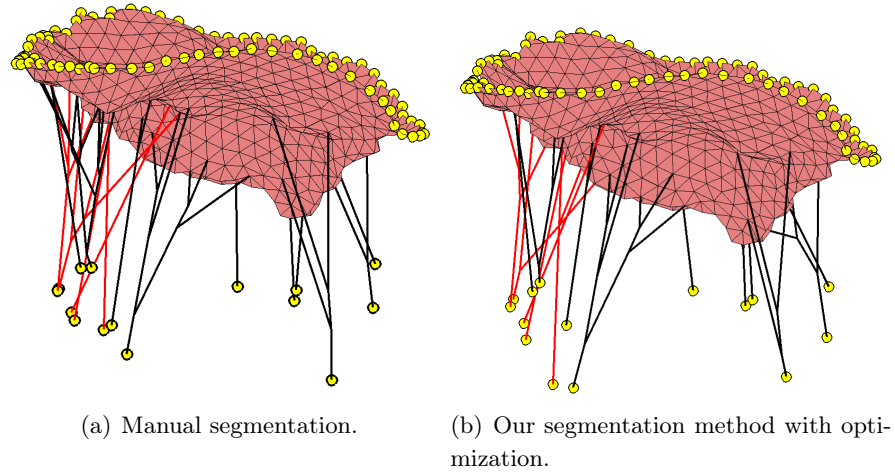 (a) Manual segmentation.
(b) Our segmentation method with opti-
mization.